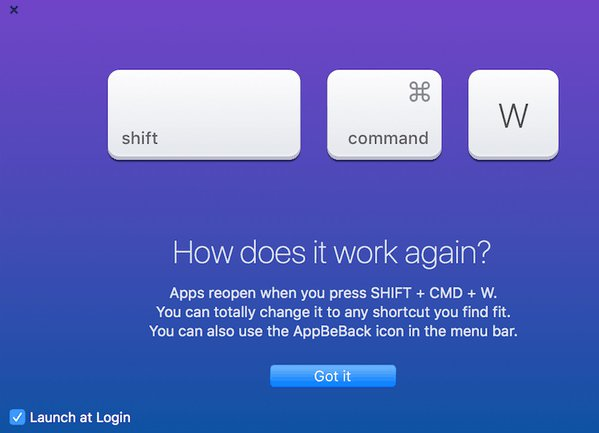 shift
⌘
command
W
How does it work again?
Apps reopen when you press SHIFT + CMD + W.
You can totally change it to any shortcut you find fit.
You can also use the AppBeBack icon in the menu bar.
Got it
Launch at Login